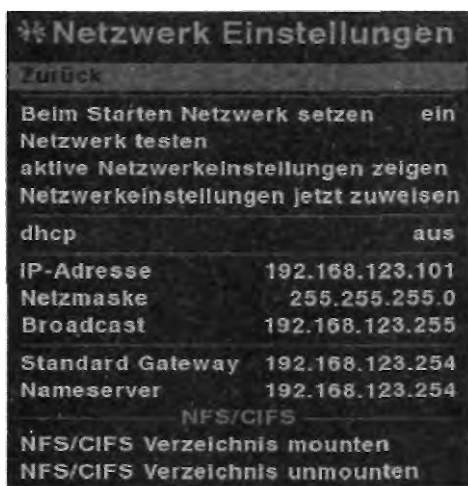 Netzwerk Einstellungen
Zurück
Beim Starten Netzwerk setzen ein
Netzwerk testen
aktive Netzwerkeinstellungen zeigen
Netzwerkeinstellungen jetzt zuweisen
dhcp aus
IP-Adresse 192.168.123.101
Netzmaske 255.255.255.0
Broadcast 192.168.123.255
Standard Gateway 192.168.123.254
Nameserver 192.168.123.254
NFS/CIFS
NFS/CIFS Verzeichnis mounten
NFS/CIFS Verzeichnis unmounten